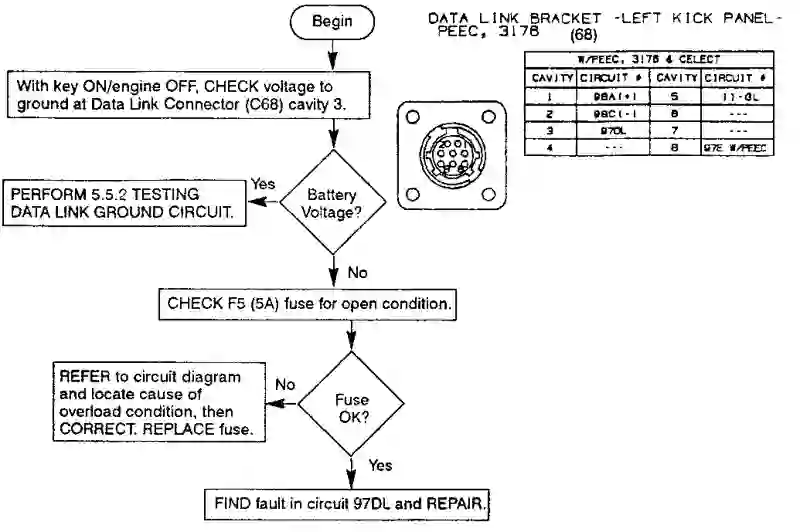 Begin
DATA LINK BRACKET -LEFT KICK PANEL-
PEEC, 3176 (68)
With key ON/engine OFF, CHECK voltage to
ground at Data Link Connector (C68) cavity 3.
W/PEEC, 3176 & CELECT
CAVITY CIRCUIT # CAVITY CIRCUIT #
1 98A(+) 5 11-GL
2 98C(-) 6 ---
3 97DL 7 ---
4 --- 8 97E W/PEEC
Battery
Voltage?
Yes
PERFORM 5.5.2 TESTING
DATA LINK GROUND CIRCUIT.
No
CHECK F5 (5A) fuse for open condition.
Fuse
OK?
No
REFER to circuit diagram
and locate cause of
overload condition, then
CORRECT. REPLACE fuse.
Yes
FIND fault in circuit 97DL and REPAIR.